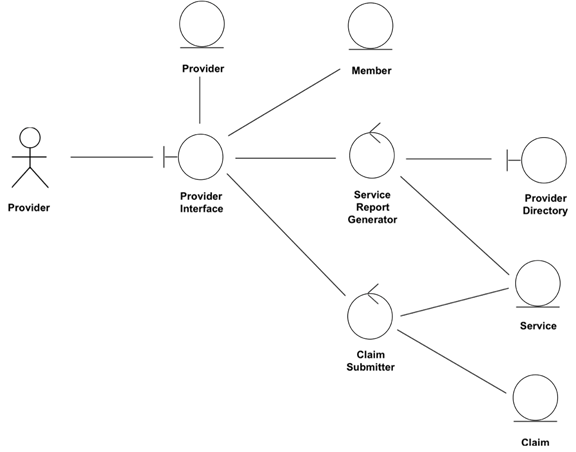 Provider
Member
Provider
Provider
Interface
Service
Report
Generator
Provider
Directory
Service
Claim
Submitter
Claim